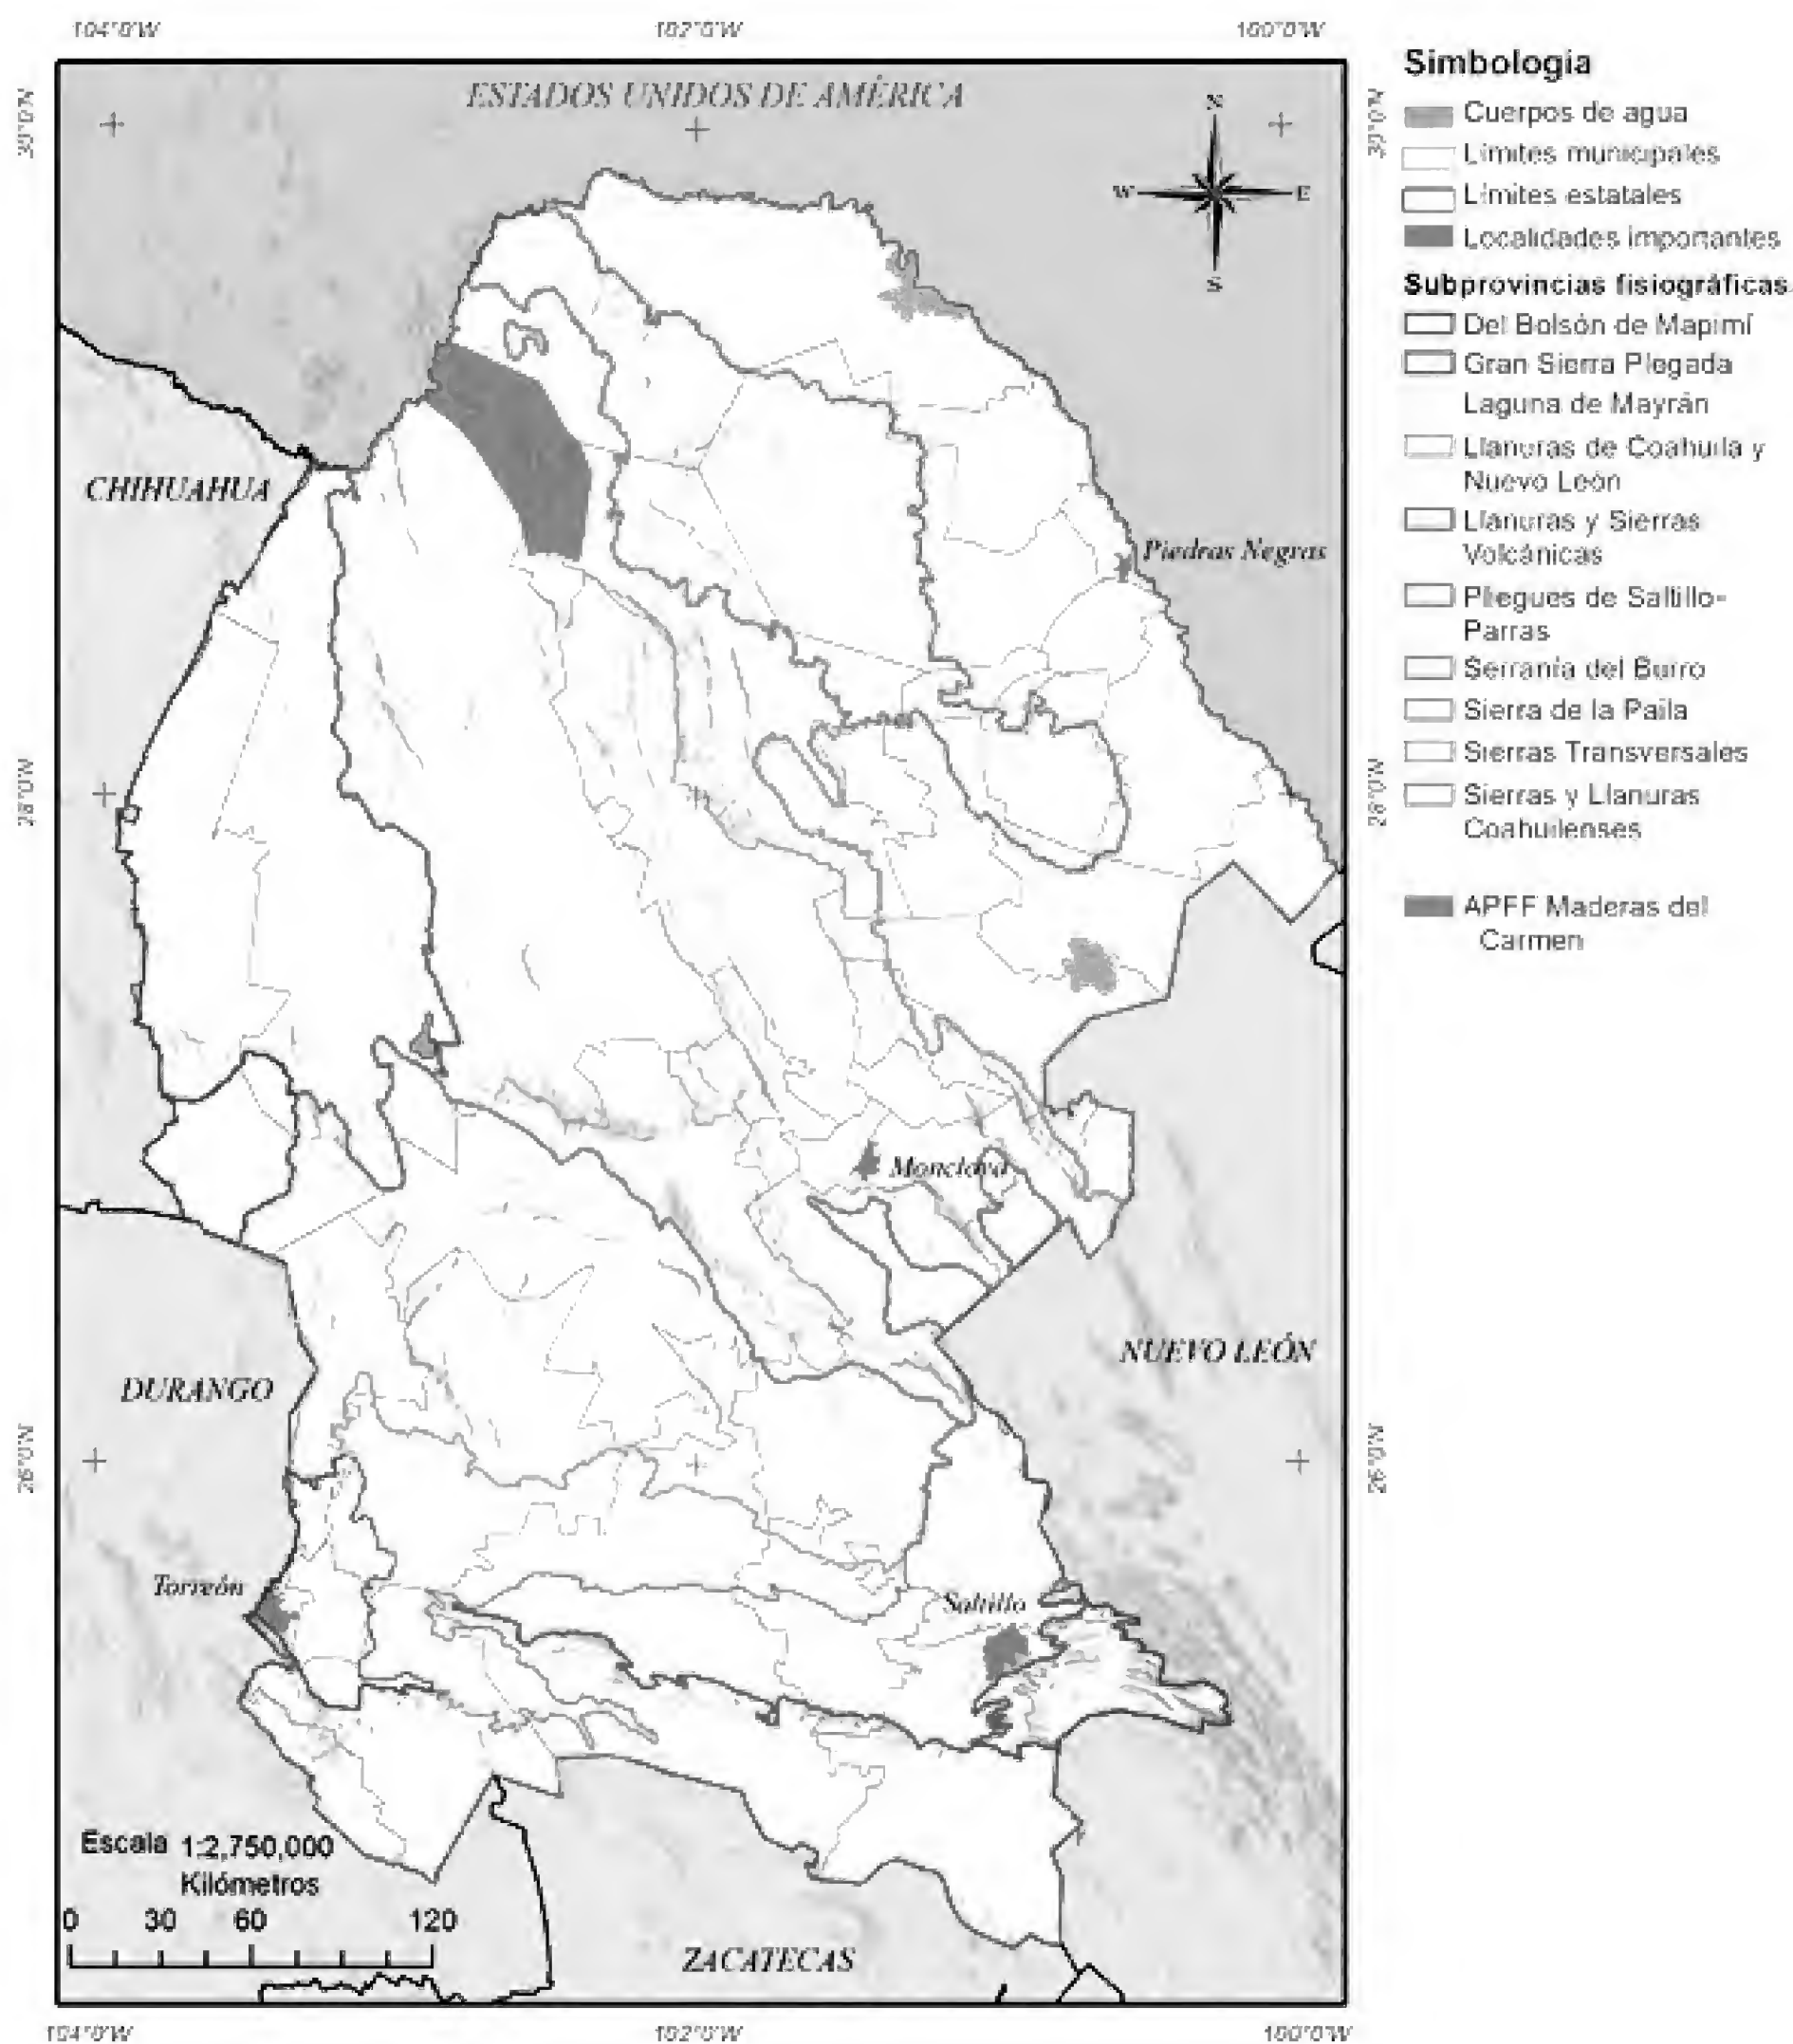 104°0'W 102°0'W 100°0'W
ESTADOS UNIDOS DE AMÉRICA
30°0'N
30°0'N
N
W E
S
CHIHUAHUA
Piedras Negras
28°0'N
28°0'N
Monclova
NUEVO LEÓN
DURANGO
26°0'N
26°0'N
Torreón
Saltillo
Escala 1:2,750,000
Kilómetros
0 30 60 120
ZACATECAS
104°0'W 102°0'W 100°0'W
Simbología
Cuerpos de agua
Límites municipales
Límites estatales
Localidades importantes
Subprovincias fisiográficas
Del Bolsón de Mapimí
Gran Sierra Plegada
Laguna de Mayrán
Llanuras de Coahuila y
Nuevo León
Llanuras y Sierras
Volcánicas
Pliegues de Saltillo-
Parras
Serranía del Burro
Sierra de la Paila
Sierras Transversales
Sierras y Llanuras
Coahuilenses
APFF Maderas del
Carmen